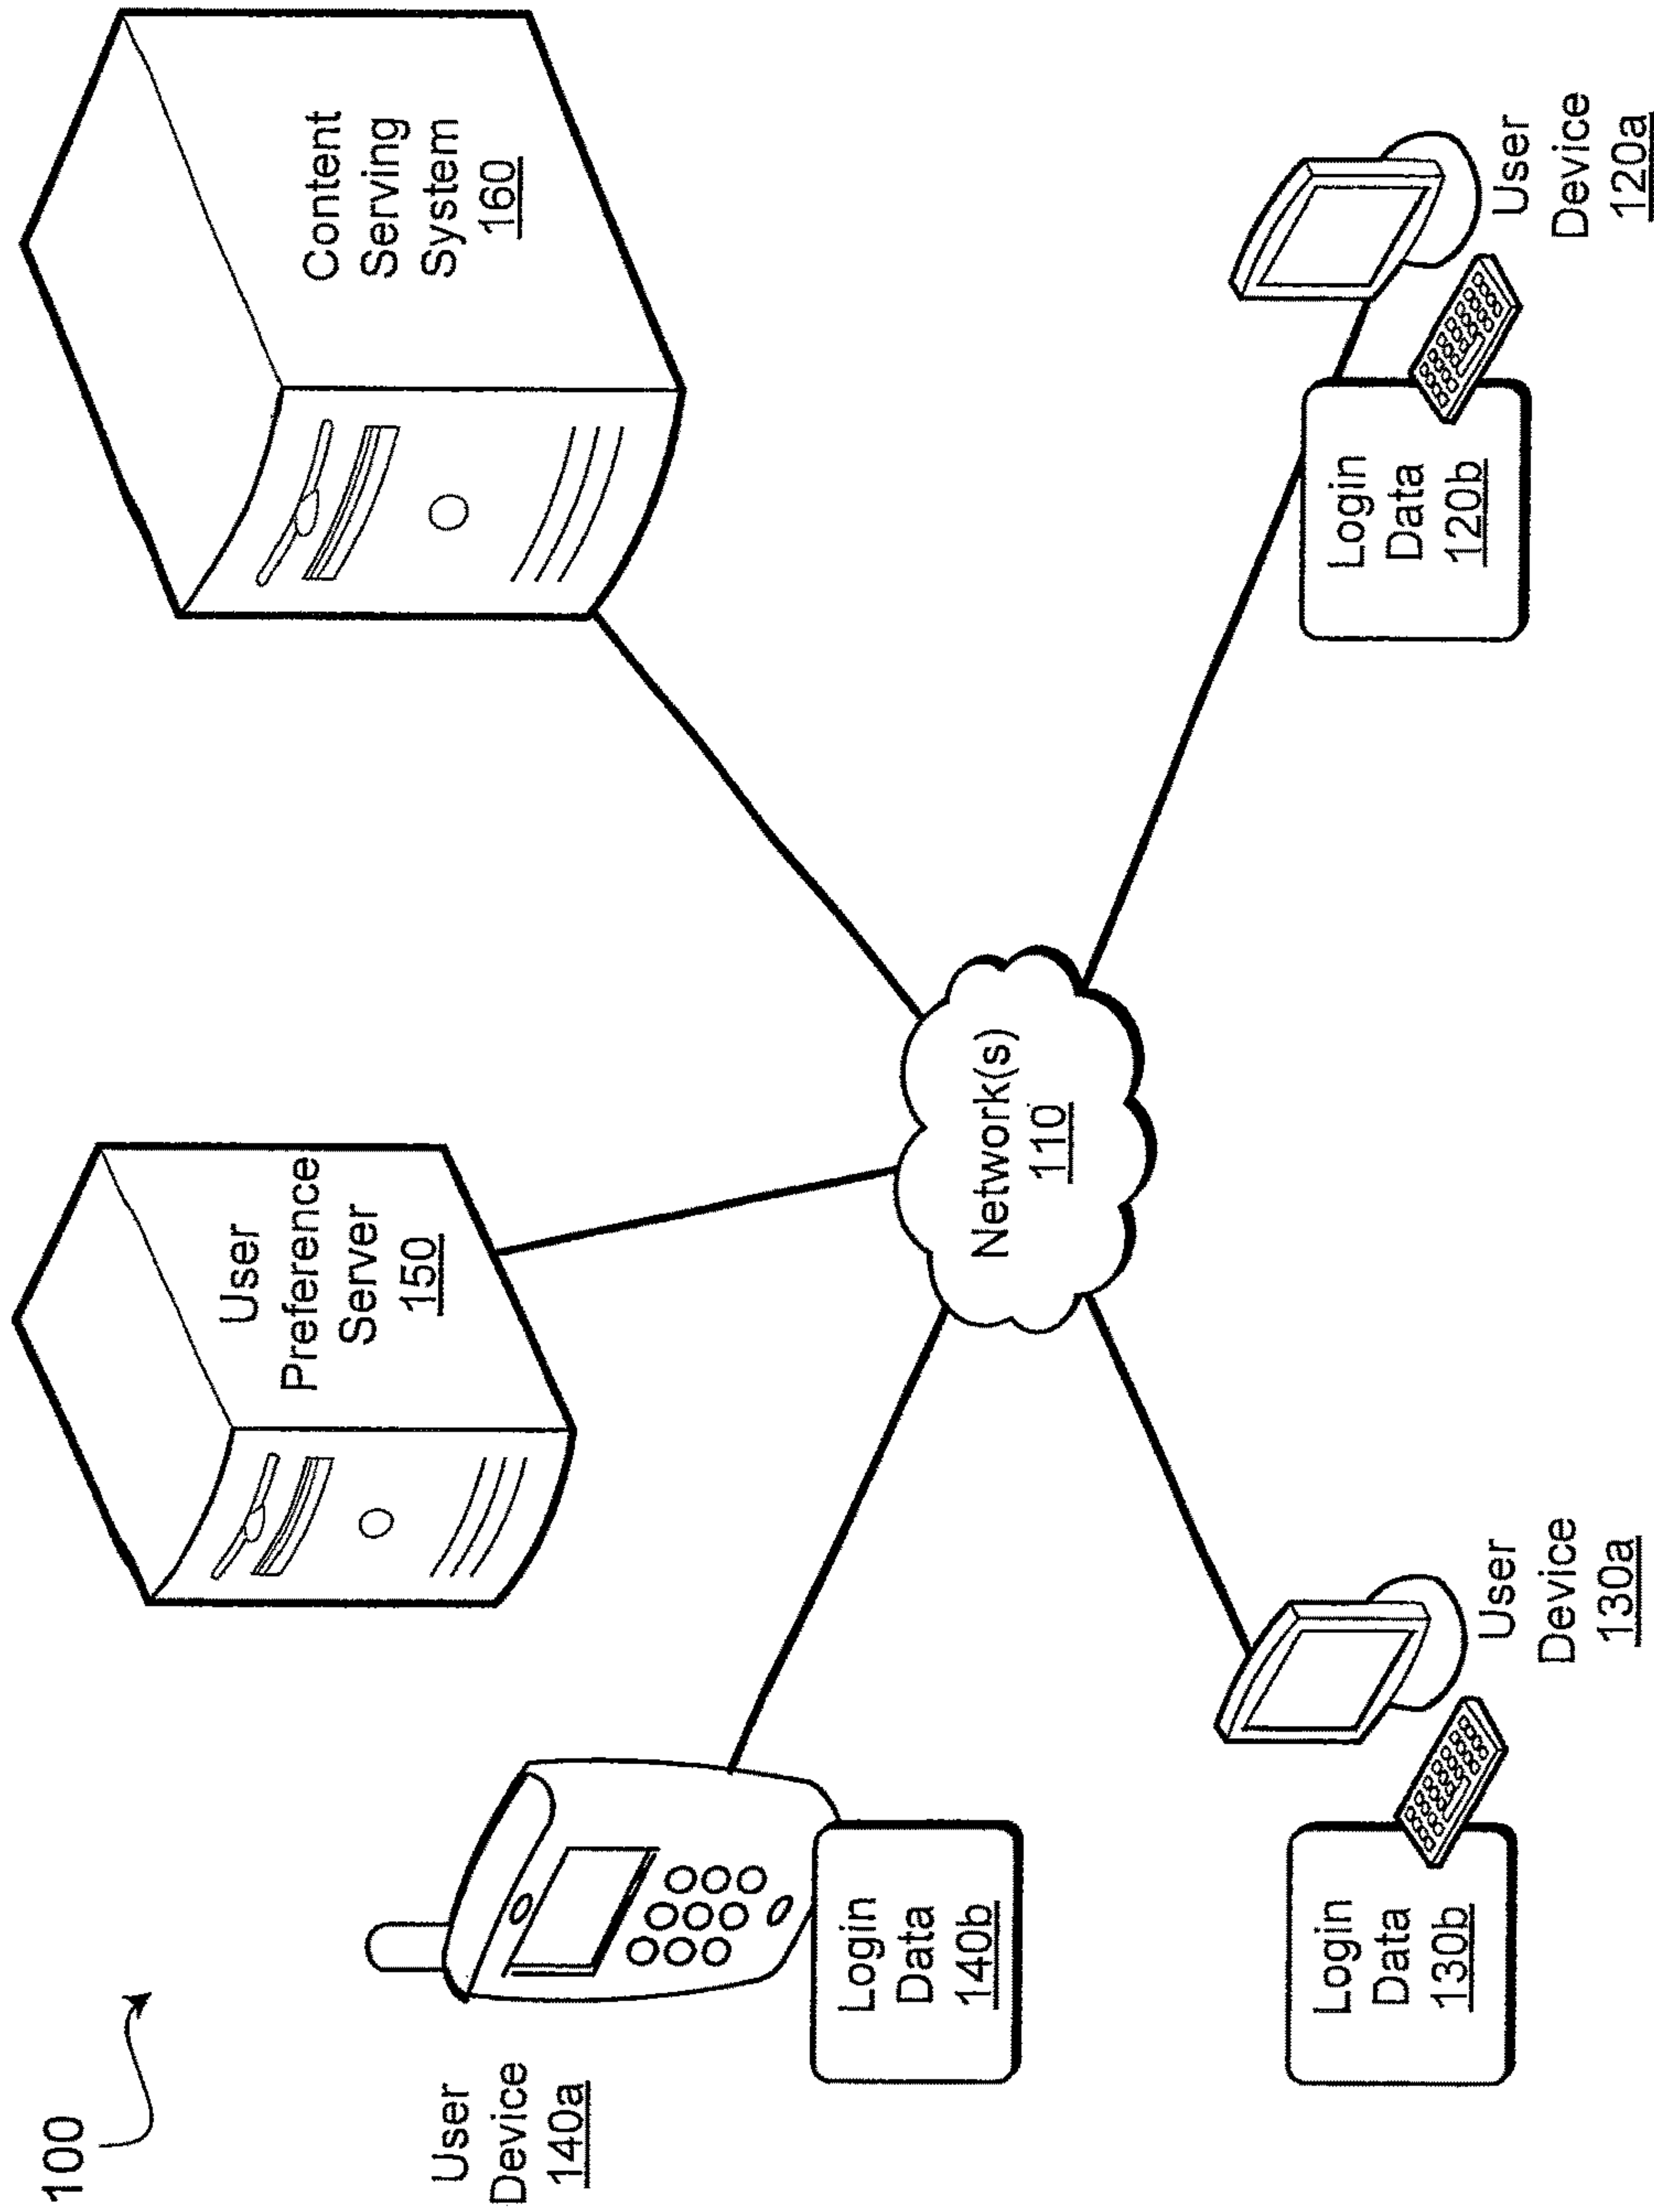 100
User
Preference
Server
150
Content
Serving
System
160
User
Device
140a
Login
Data
140b
Network(s)
110
Login
Data
130b
User
Device
130a
Login
Data
120b
User
Device
120a